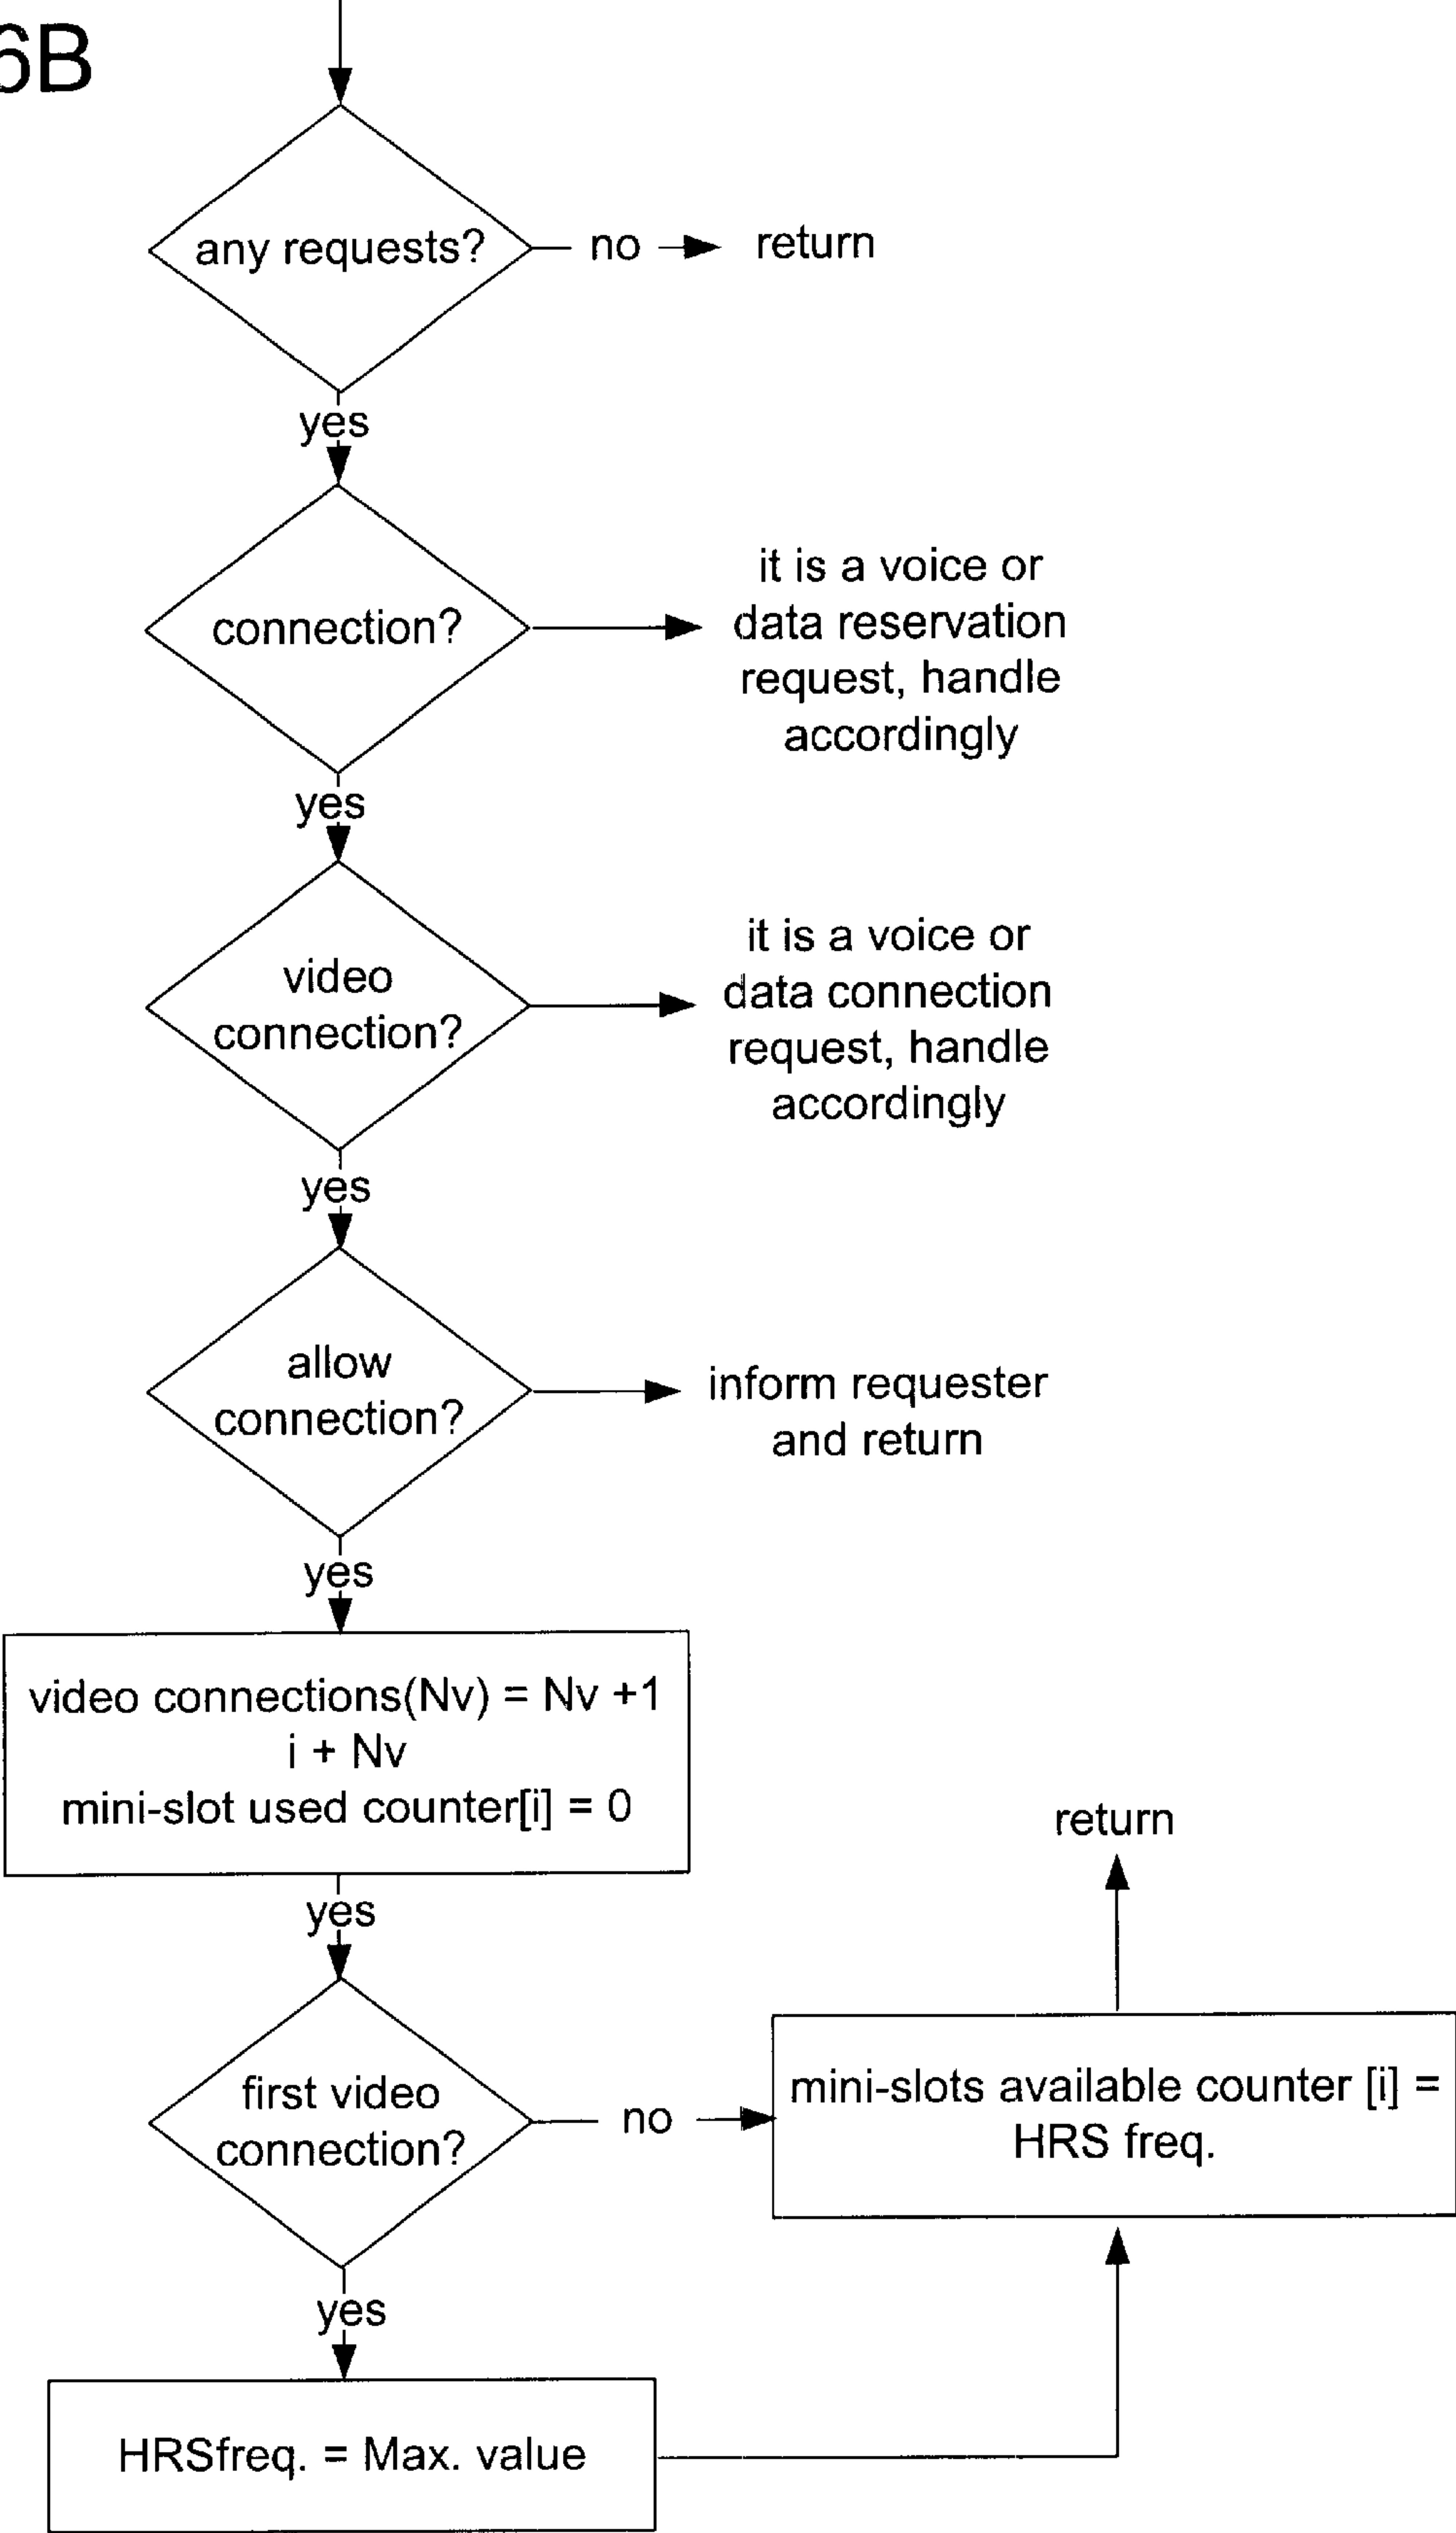 6B
any requests?
no
return
yes
connection?
it is a voice or
data reservation
request, handle
accordingly
yes
video
connection?
it is a voice or
data connection
request, handle
accordingly
yes
allow
connection?
inform requester
and return
yes
video connections(Nv) = Nv +1
i + Nv
mini-slot used counter[i] = 0
return
yes
first video
connection?
no
mini-slots available counter [i] =
HRS freq.
yes
HRSfreq. = Max. value